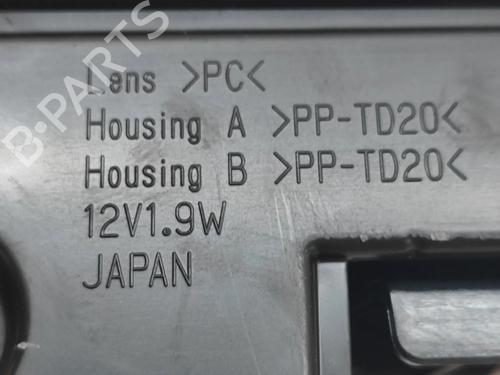 B-PARTS
Lens >PC<
Housing A >PP-TD20<
Housing B >PP-TD20<
12V1.9W
JAPAN